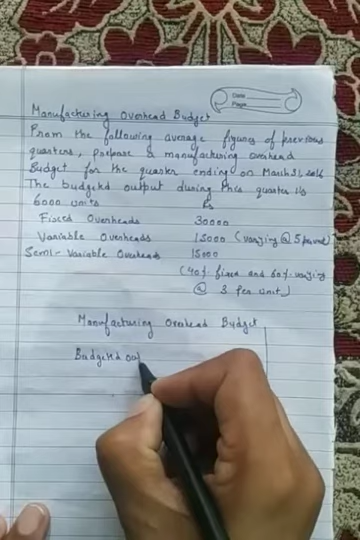 Date
Page
Manufacturing Overhead Budget
From the following average figures of previous
quarters, prepare a manufacturing overhead
Budget for the quarter ending on March 31, 2016
The budgeted output during this quarter is
6000 units
Rs
Fixed Overheads 30000
Variable Overheads 15000 (varying @ 5 per unit)
Semi-Variable Overheads 15000
(40% fixed and 60% varying
@ 3 Per unit)
Manufacturing Overhead Budget
Budgeted out